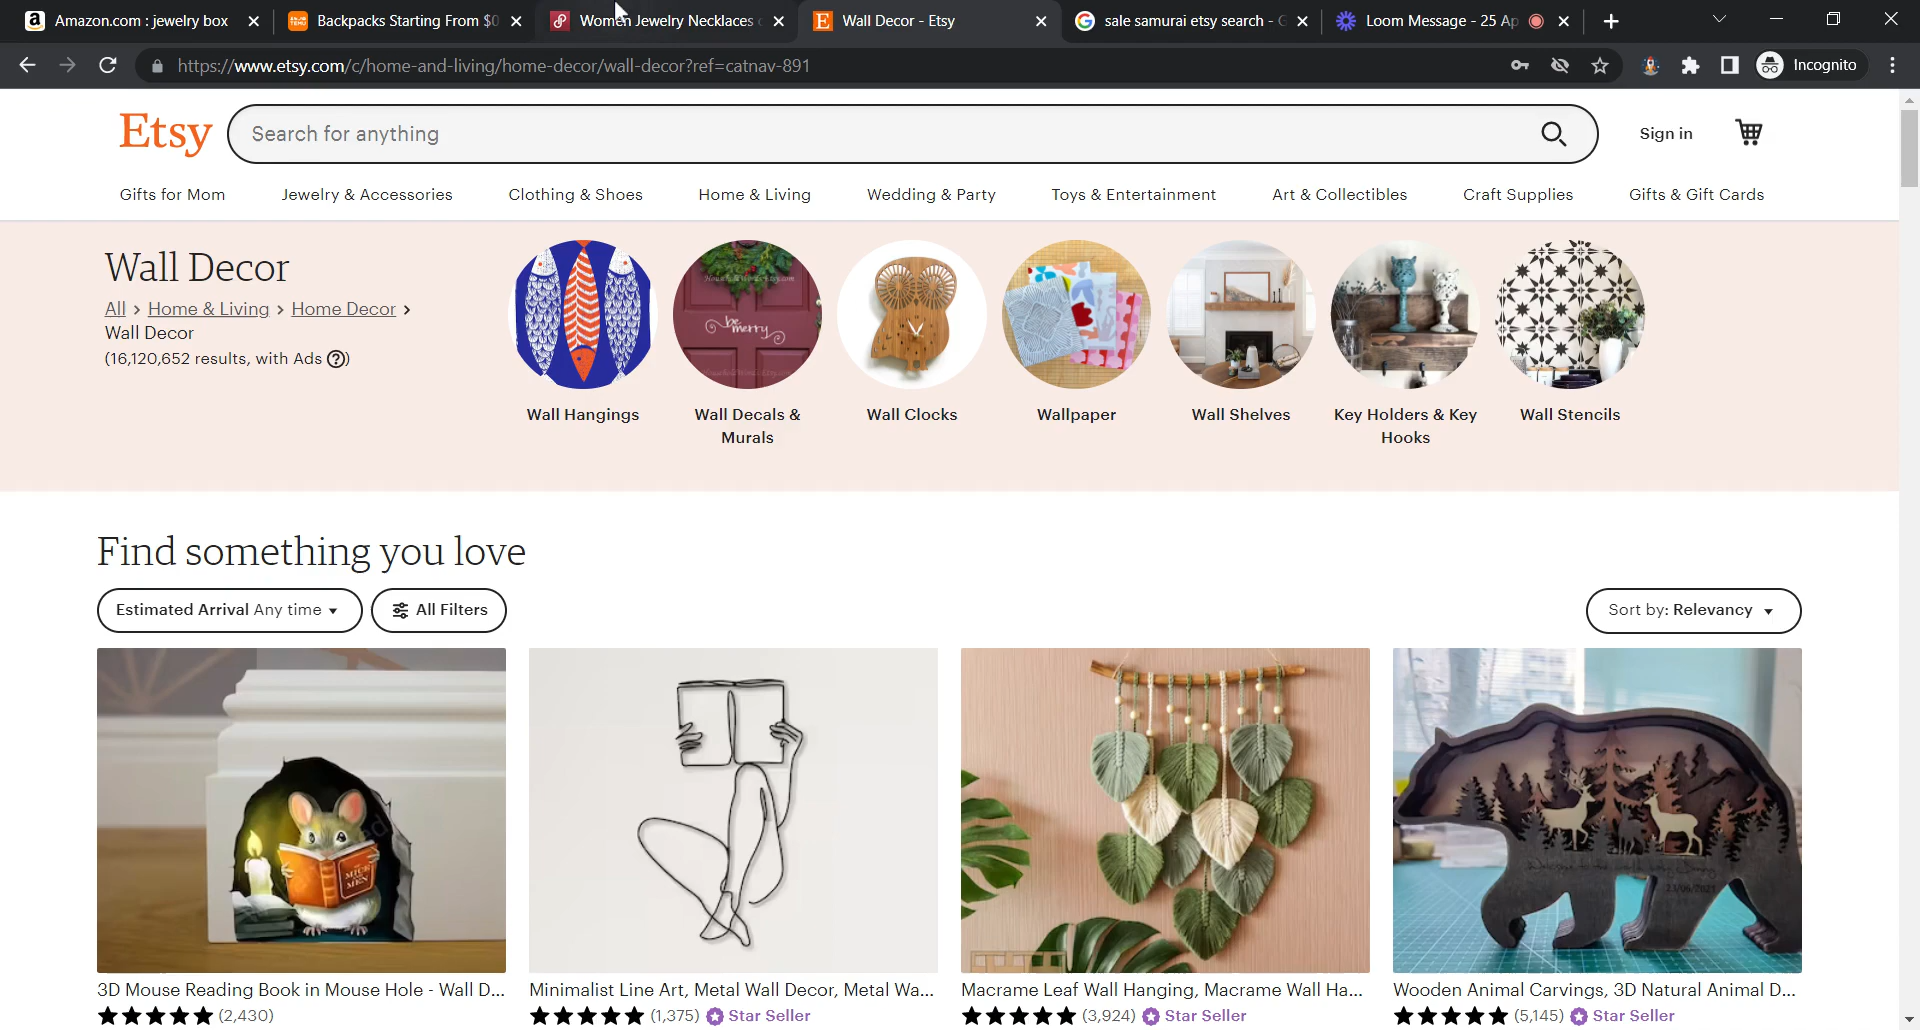 Amazon.com : jewelry box
Backpacks Starting From $0
Women Jewelry Necklaces
Wall Decor - Etsy
sale samurai etsy search - G
Loom Message - 25 Ap
https://www.etsy.com/c/home-and-living/home-decor/wall-decor?ref=catnav-891
Incognito
Etsy
Search for anything
Sign in
Gifts for Mom
Jewelry & Accessories
Clothing & Shoes
Home & Living
Wedding & Party
Toys & Entertainment
Art & Collectibles
Craft Supplies
Gifts & Gift Cards
Wall Decor
All > Home & Living > Home Decor >
Wall Decor
(16,120,652 results, with Ads ?)
be
merry
Wall Hangings
Wall Decals &
Murals
Wall Clocks
Wallpaper
Wall Shelves
Key Holders & Key
Hooks
Wall Stencils
Find something you love
Estimated Arrival Any time
All Filters
Sort by: Relevancy
MICE
MEN
3D Mouse Reading Book in Mouse Hole - Wall D...
(2,430)
Minimalist Line Art, Metal Wall Decor, Metal Wa...
(1,375) Star Seller
Macrame Leaf Wall Hanging, Macrame Wall Ha...
(3,924) Star Seller
Wooden Animal Carvings, 3D Natural Animal D...
(5,145) Star Seller